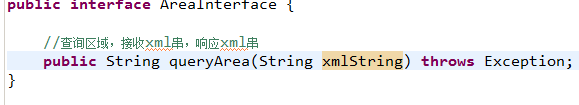 public interface AreaInterface {
//查询区域，接收xml串，响应xml串
public String queryArea(String xmlString) throws Exception;
}